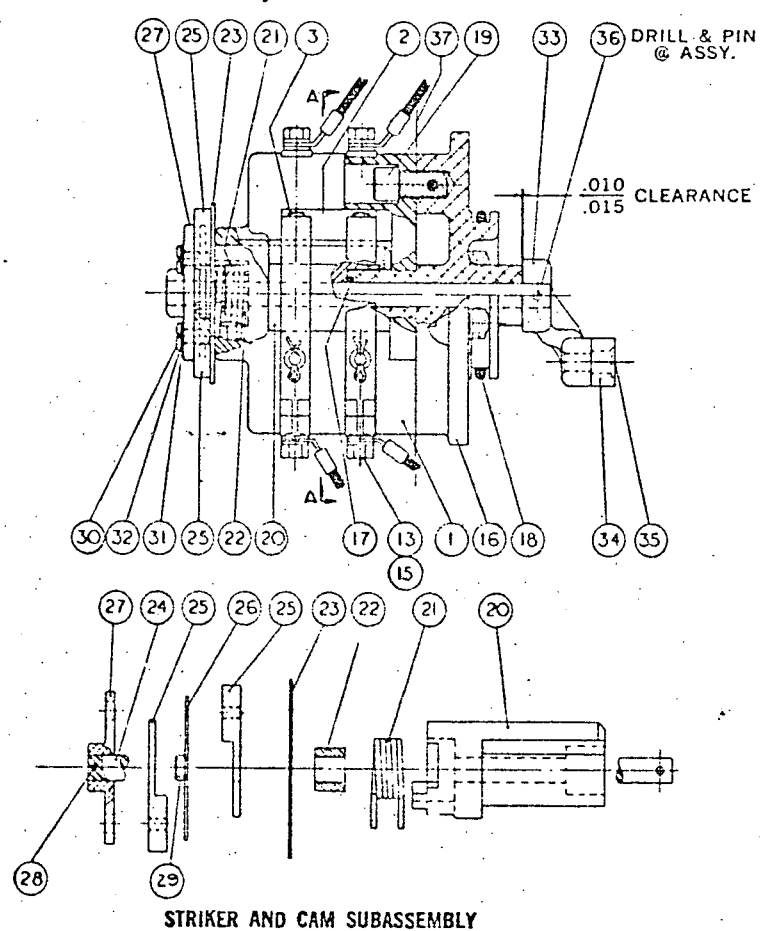 27 25 23 21 3 2 37 19 33 36 DRILL & PIN
@ ASSY.
A
.010
.015 CLEARANCE
A
30 32 31 25 22 20 17 13 1 16 18 34 35
15
27 24 25 26 25 23 22 21 20
28 29
STRIKER AND CAM SUBASSEMBLY